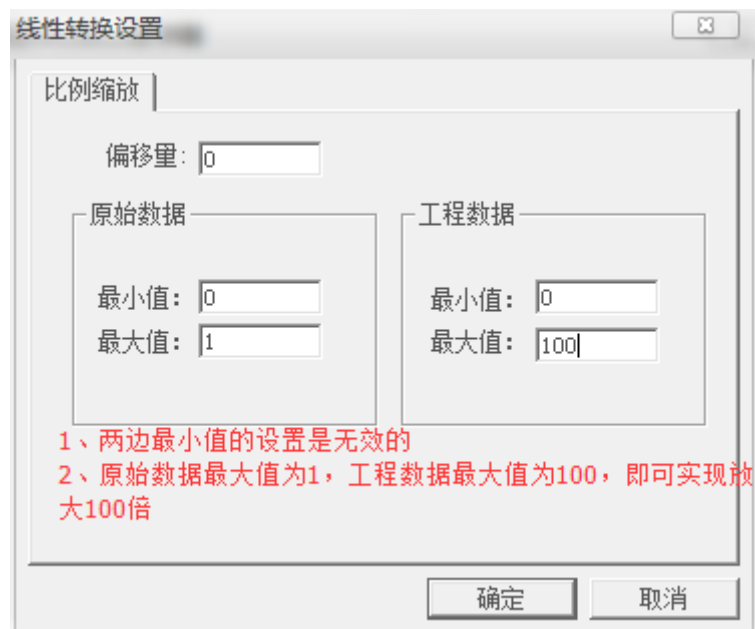 线性转换设置
比例缩放
偏移量: 0
原始数据
工程数据
最小值: 0
最小值: 0
最大值: 1
最大值: 100
1、两边最小值的设置是无效的
2、原始数据最大值为1，工程数据最大值为100，即可实现放
大100倍
确定
取消